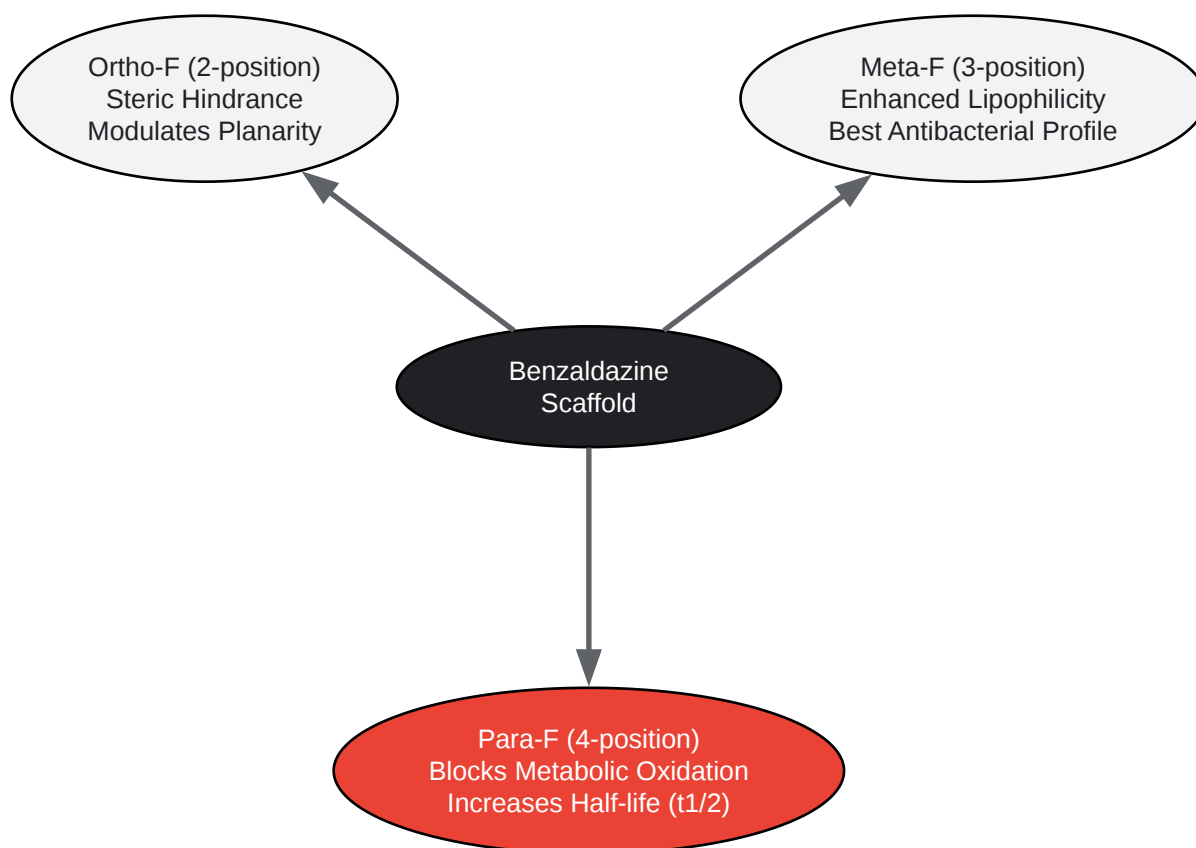 Ortho-F (2-position)
Steric Hindrance
Modulates Planarity
Meta-F (3-position)
Enhanced Lipophilicity
Best Antibacterial Profile
Benzaldazine
Scaffold
Para-F (4-position)
Blocks Metabolic Oxidation
Increases Half-life (t1/2)